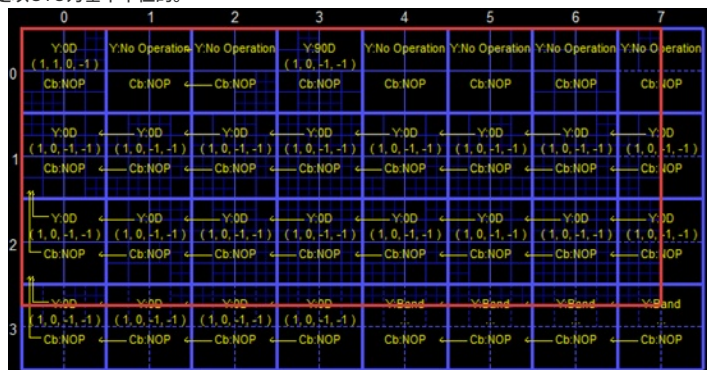 以CTU为基本单位的。
0 1 2 3 4 5 6 7
Y:0D Y:No Operation Y:No Operation Y:90D Y:No Operation Y:No Operation Y:No Operation Y:No Operation
(1, 1, 0, -1) (1, 0, -1, -1)
0
Cb:NOP Cb:NOP Cb:NOP Cb:NOP Cb:NOP Cb:NOP Cb:NOP Cb:NOP
Y:0D Y:0D Y:0D Y:0D Y:0D Y:0D Y:0D Y:0D
(1, 0, -1, -1) (1, 0, -1, -1) (1, 0, -1, -1) (1, 0, -1, -1) (1, 0, -1, -1) (1, 0, -1, -1) (1, 0, -1, -1) (1, 0, -1, -1)
1
Cb:NOP Cb:NOP Cb:NOP Cb:NOP Cb:NOP Cb:NOP Cb:NOP Cb:NOP
Y:0D Y:0D Y:0D Y:0D Y:0D Y:0D Y:0D Y:0D
(1, 0, -1, -1) (1, 0, -1, -1) (1, 0, -1, -1) (1, 0, -1, -1) (1, 0, -1, -1) (1, 0, -1, -1) (1, 0, -1, -1) (1, 0, -1, -1)
2
Cb:NOP Cb:NOP Cb:NOP Cb:NOP Cb:NOP Cb:NOP Cb:NOP Cb:NOP
Y:0D Y:0D Y:0D Y:0D Y:Band Y:Band Y:Band Y:Band
(1, 0, -1, -1) (1, 0, -1, -1) (1, 0, -1, -1) (1, 0, -1, -1)
3
Cb:NOP Cb:NOP Cb:NOP Cb:NOP Cb:NOP Cb:NOP Cb:NOP Cb:NOP